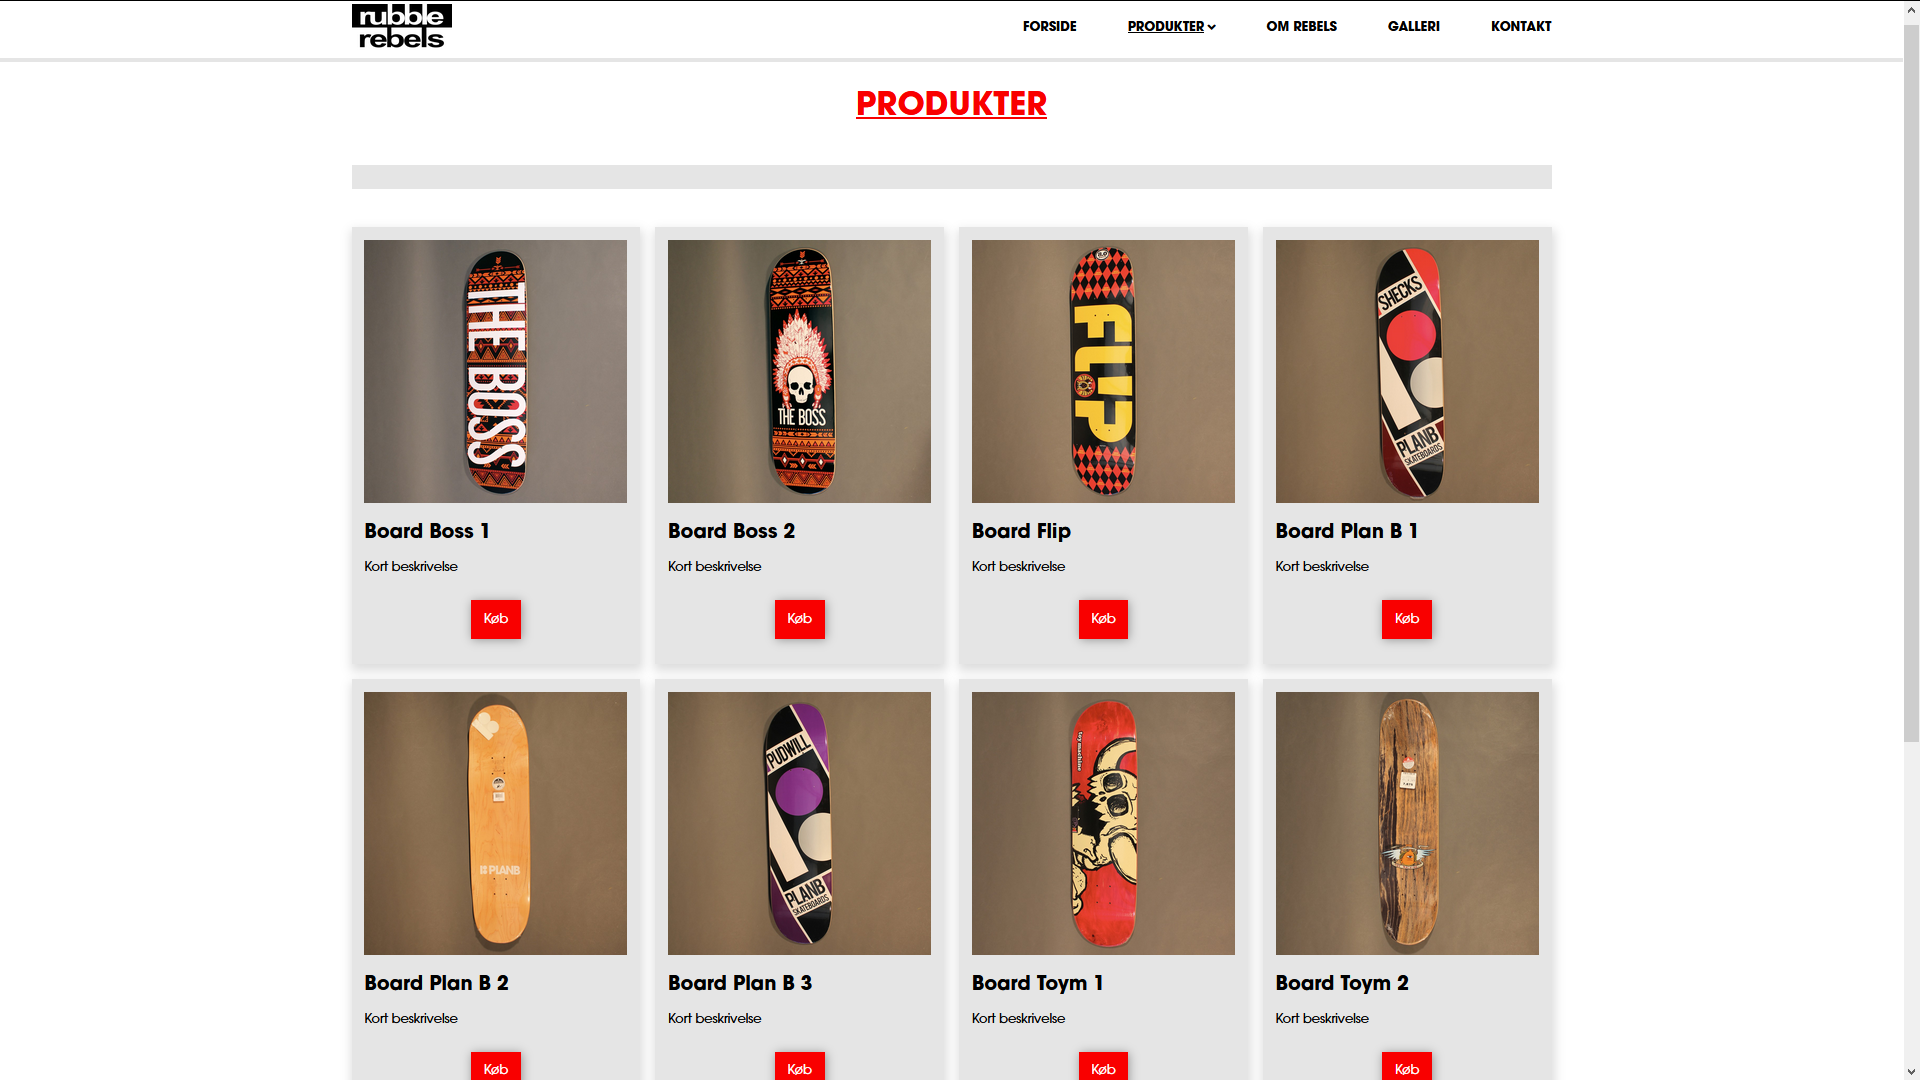 rubble
rebels
FORSIDE PRODUKTER OM REBELS GALLERI KONTAKT
PRODUKTER
THE BOSS
THE BOSS
FLIP
SHECKS
PLANB
SKATEBOARDS
Board Boss 1 Board Boss 2 Board Flip Board Plan B 1
Kort beskrivelse Kort beskrivelse Kort beskrivelse Kort beskrivelse
Køb Køb Køb Køb
PLANB
PUDWILL
PLANB
SKATEBOARDS
toy machine
Board Plan B 2 Board Plan B 3 Board Toym 1 Board Toym 2
Kort beskrivelse Kort beskrivelse Kort beskrivelse Kort beskrivelse
Køb Køb Køb Køb